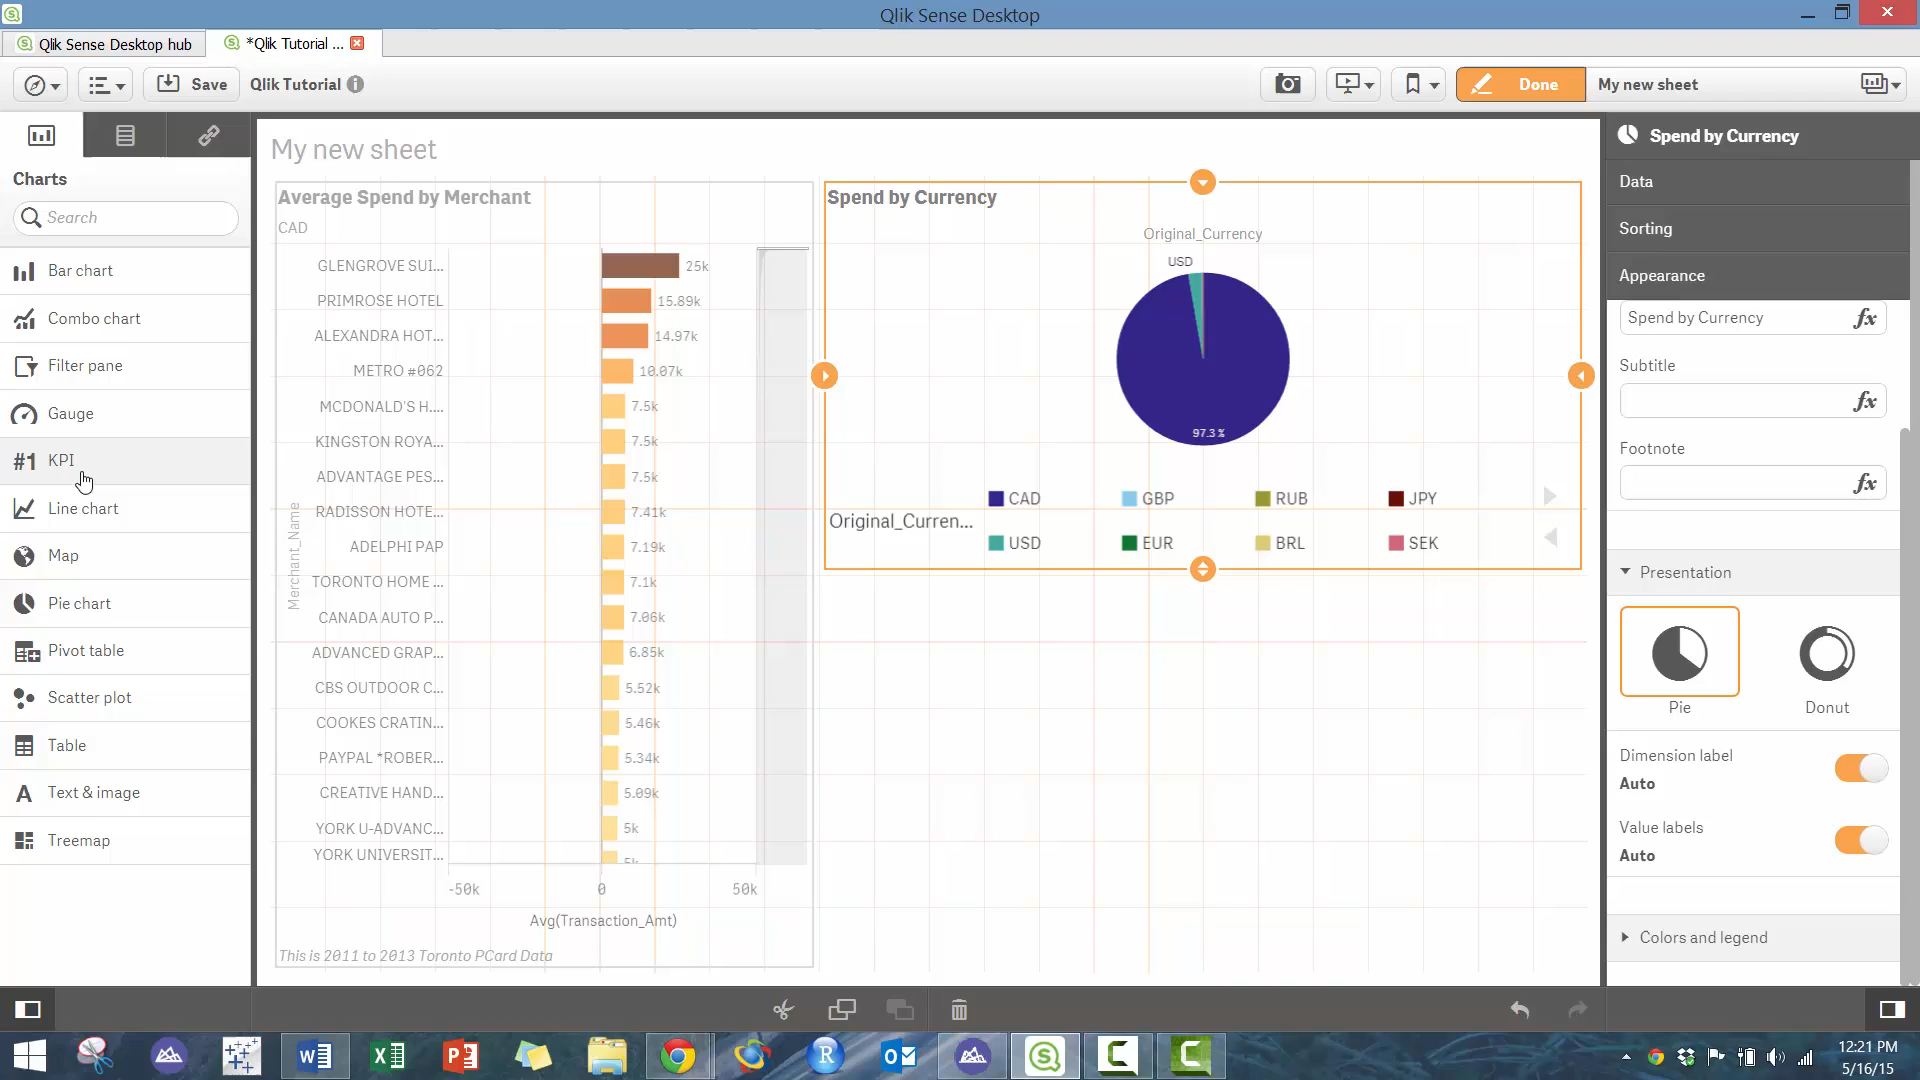 Qlik Sense Desktop
Qlik Sense Desktop hub
*Qlik Tutorial ...
Save
Qlik Tutorial
Done
My new sheet
Charts
Search
Bar chart
Combo chart
Filter pane
Gauge
#1 KPI
Line chart
Map
Pie chart
Pivot table
Scatter plot
Table
A Text & image
Treemap
My new sheet
Average Spend by Merchant
CAD
GLENGROVE SUI... 25k
PRIMROSE HOTEL 15.89k
ALEXANDRA HOT... 14.97k
METRO #062 10.07k
MCDONALD'S H.... 7.5k
KINGSTON ROYA... 7.5k
ADVANTAGE PES... 7.5k
RADISSON HOTE... 7.41k
ADELPHI PAP 7.19k
TORONTO HOME ... 7.1k
CANADA AUTO P... 7.06k
ADVANCED GRAP... 6.85k
CBS OUTDOOR C... 5.52k
COOKES CRATIN... 5.46k
PAYPAL *ROBER... 5.34k
CREATIVE HAND... 5.09k
YORK U-ADVANC... 5k
YORK UNIVERSIT... 5k
Merchant_Name
-50k 0 50k
Avg(Transaction_Amt)
This is 2011 to 2013 Toronto PCard Data
Spend by Currency
Original_Currency
USD
97.3 %
Original_Curren...
CAD GBP RUB JPY
USD EUR BRL SEK
Spend by Currency
Data
Sorting
Appearance
Spend by Currency fx
Subtitle
fx
Footnote
fx
Presentation
Pie Donut
Dimension label
Auto
Value labels
Auto
Colors and legend
12:21 PM
5/16/15